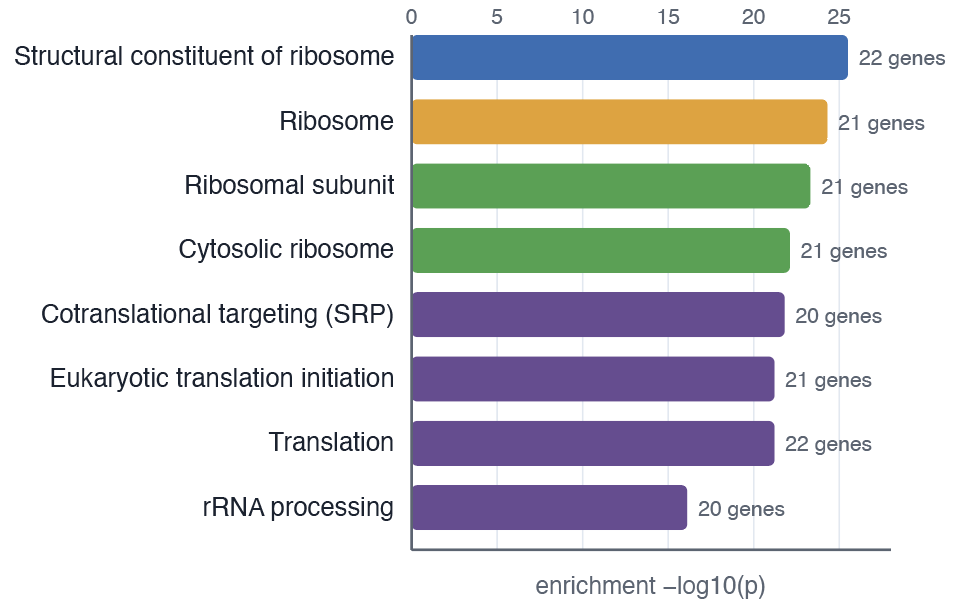 0 5 10 15 20 25
Structural constituent of ribosome 22 genes
Ribosome 21 genes
Ribosomal subunit 21 genes
Cytosolic ribosome 21 genes
Cotranslational targeting (SRP) 20 genes
Eukaryotic translation initiation 21 genes
Translation 22 genes
rRNA processing 20 genes
enrichment −log10(p)